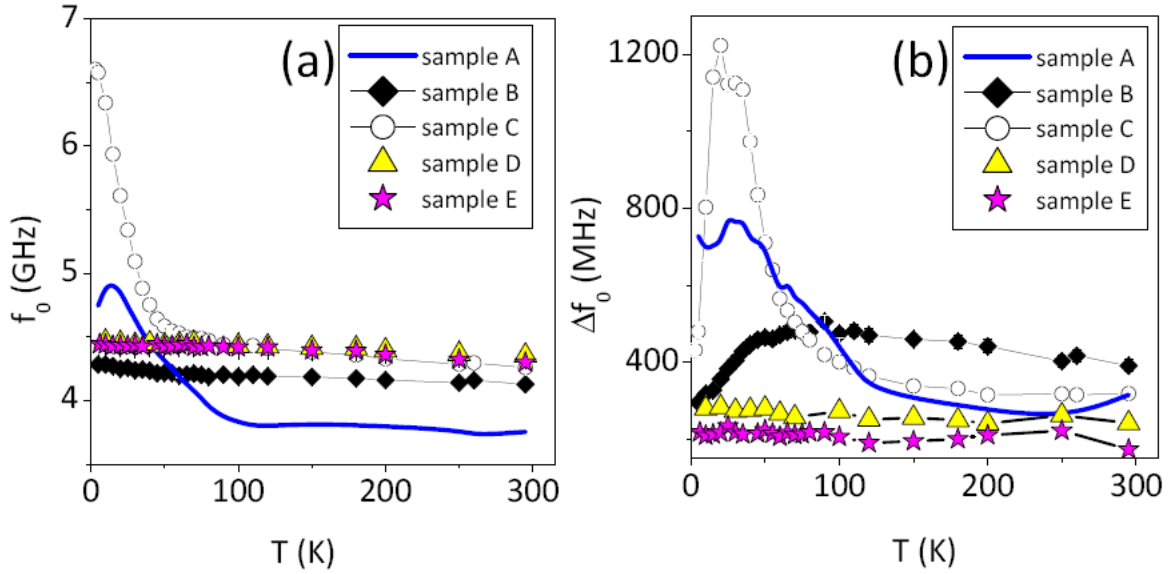 (a)
sample A
sample B
sample C
sample D
sample E
7
6
5
4
f₀ (GHz)
0
100
200
300
T (K)
(b)
sample A
sample B
sample C
sample D
sample E
1200
800
400
Δf₀ (MHz)
0
100
200
300
T (K)